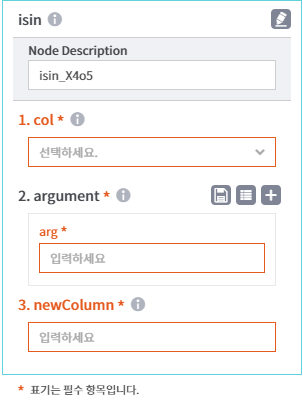 isin
Node Description
isin_X4o5
1. col *
선택하세요.
2. argument *
arg *
입력하세요
3. newColumn *
입력하세요
* 표기는 필수 항목입니다.